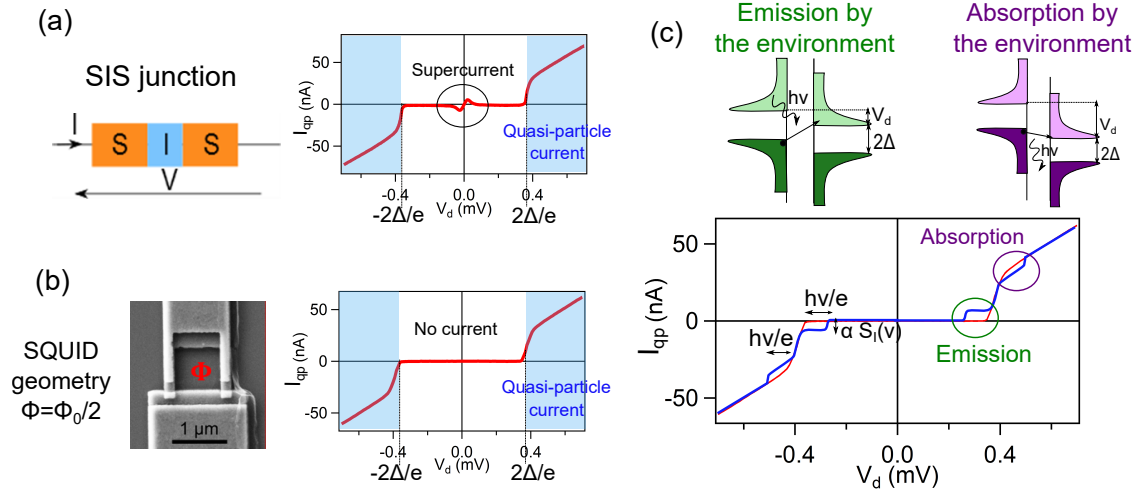 (a)
SIS junction
I
S
I
S
V
I_qp (nA)
50
0
-50
Supercurrent
Quasi-particle
current
-0.4
0.0
0.4
V_d (mV)
-2Δ/e
2Δ/e
(b)
SQUID
geometry
Φ=Φ_0/2
Φ
1 µm
I_qp (nA)
50
0
-50
No current
Quasi-particle
current
-0.4
0.0
0.4
V_d (mV)
-2Δ/e
2Δ/e
(c)
Emission by
the environment
hν
V_d
2Δ
Absorption by
the environment
V_d
2Δ
hν
I_qp (nA)
50
0
-50
Absorption
hν/e
hν/e
α S_I(ν)
Emission
-0.4
0.0
0.4
V_d (mV)